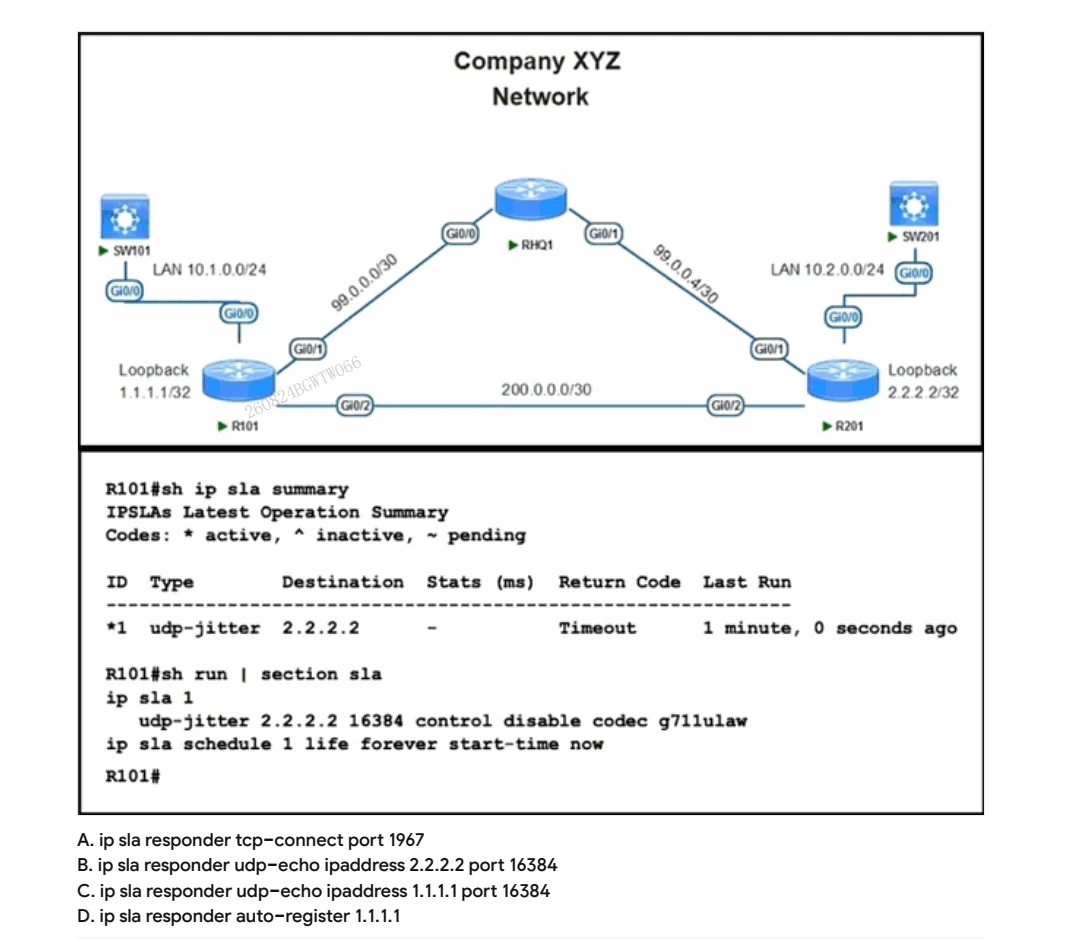 Company XYZ
Network
SW101
LAN 10.1.0.0/24
Gi0/0
Gi0/0
Gi0/0
RHQ1
Gi0/1
99.0.0.0/30
99.0.0.4/30
SW201
LAN 10.2.0.0/24
Gi0/0
Gi0/0
Gi0/1
Gi0/1
Loopback
1.1.1.1/32
Loopback
2.2.2.2/32
260824BGWTW066
200.0.0.0/30
Gi0/2
Gi0/2
R101
R201
R101#sh ip sla summary
IPSLAs Latest Operation Summary
Codes: * active, ^ inactive, ~ pending
ID Type Destination Stats (ms) Return Code Last Run
--------------------------------------------------------------
*1 udp-jitter 2.2.2.2 - Timeout 1 minute, 0 seconds ago
R101#sh run | section sla
ip sla 1
udp-jitter 2.2.2.2 16384 control disable codec g711ulaw
ip sla schedule 1 life forever start-time now
R101#
A. ip sla responder tcp-connect port 1967
B. ip sla responder udp-echo ipaddress 2.2.2.2 port 16384
C. ip sla responder udp-echo ipaddress 1.1.1.1 port 16384
D. ip sla responder auto-register 1.1.1.1